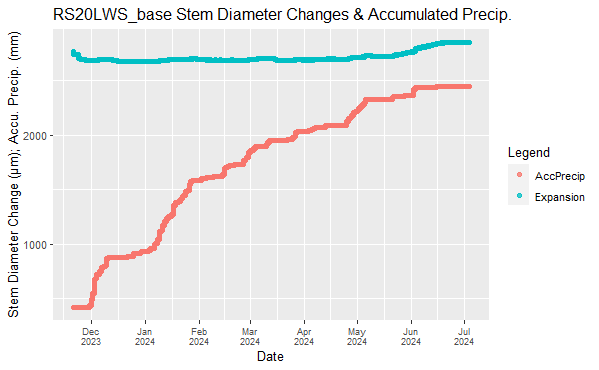 RS20LWS_base Stem Diameter Changes & Accumulated Precip.
Stem Diameter Change (µm); Accu. Precip. (mm)
2000
1000
Dec Jan Feb Mar Apr May Jun Jul
2023 2024 2024 2024 2024 2024 2024 2024
Date
Legend
AccPrecip
Expansion